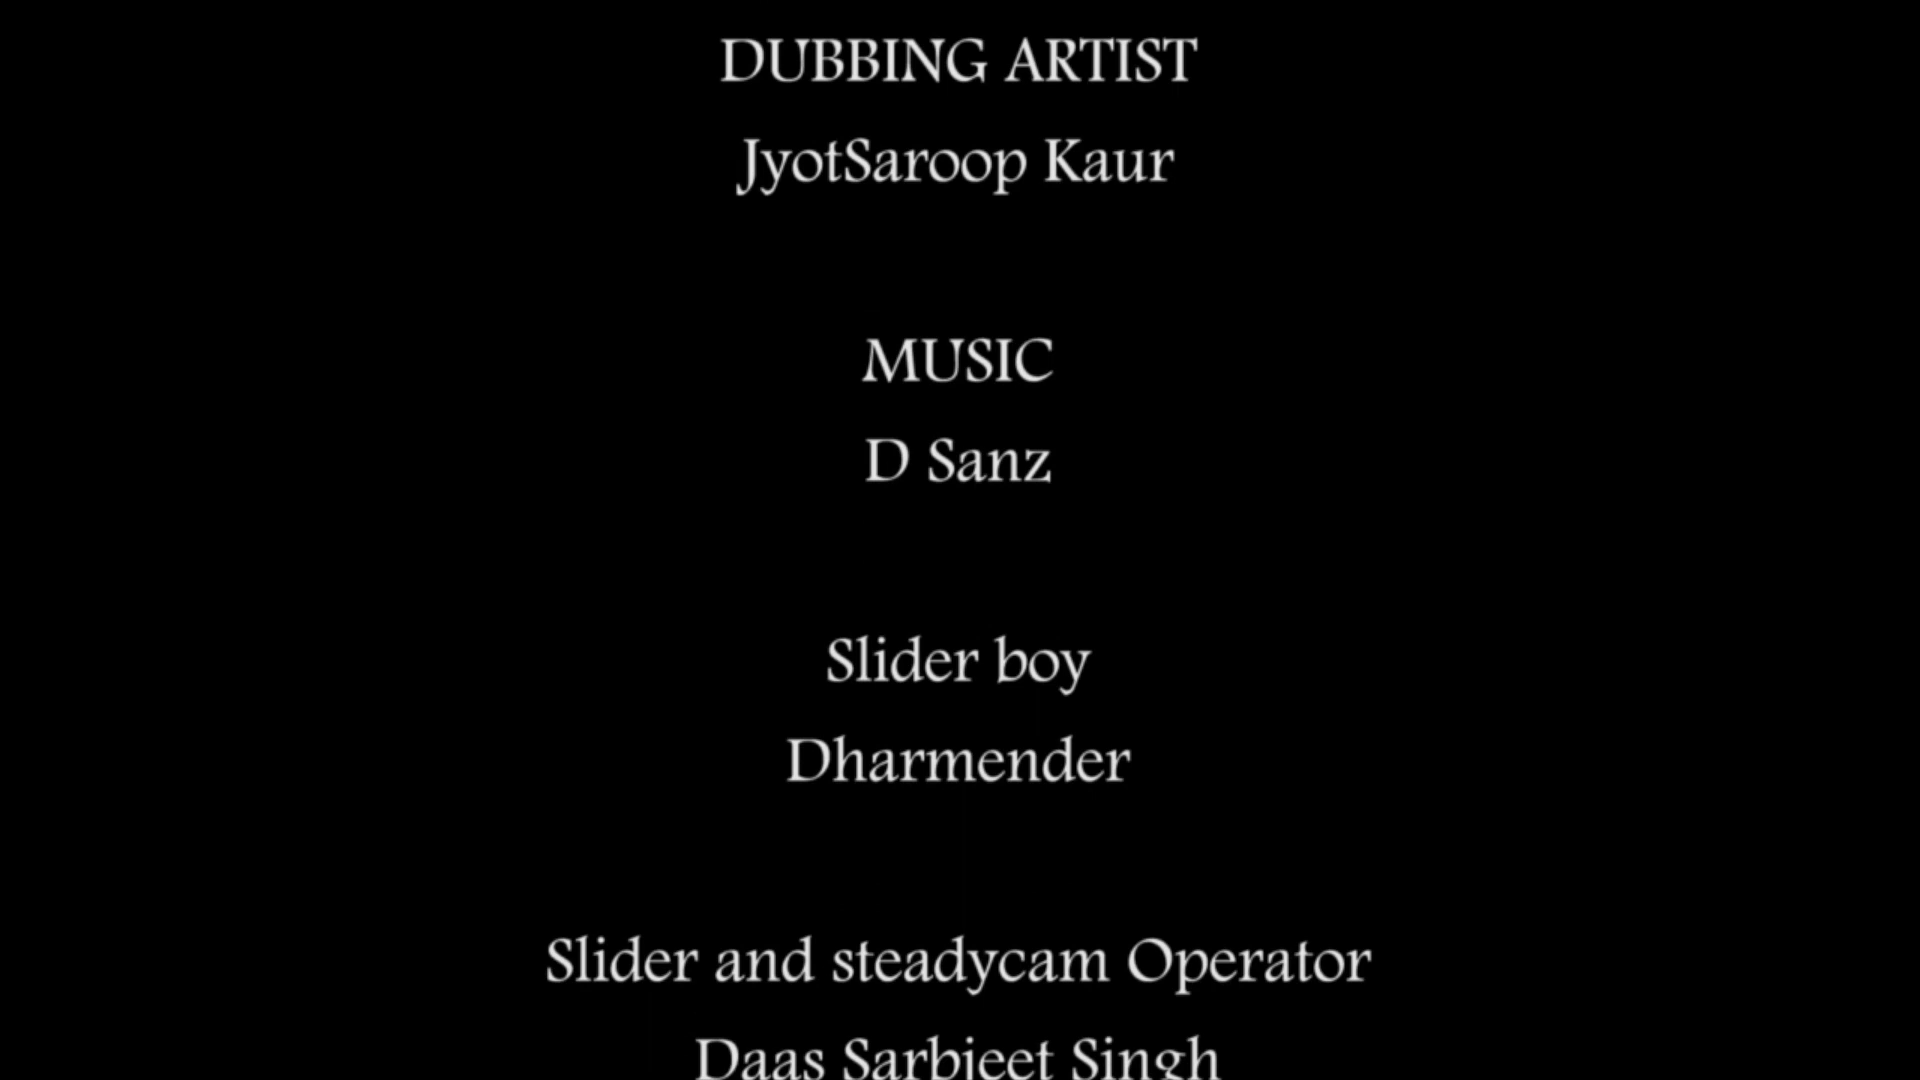 DUBBING ARTIST
JyotSaroop Kaur
MUSIC
D Sanz
Slider boy
Dharmender
Slider and steadycam Operator
Daas Sarbjeet Singh